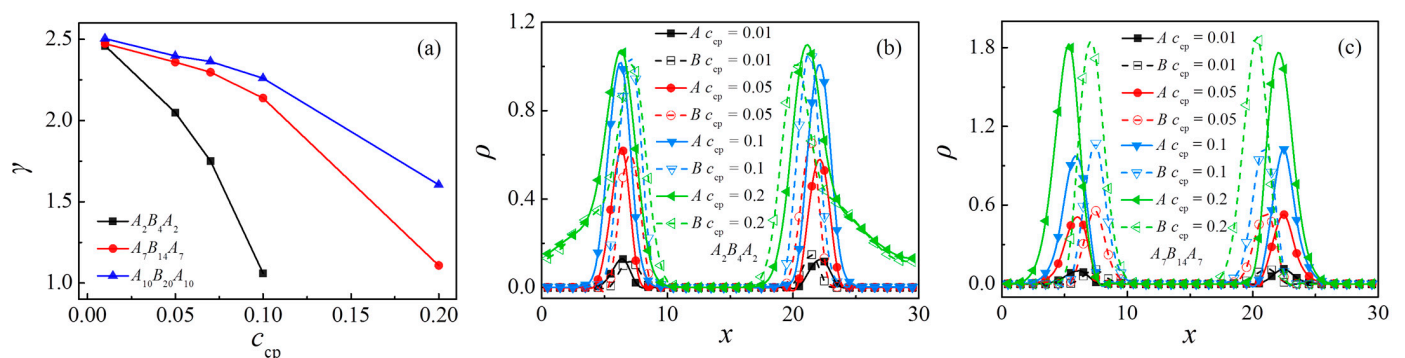 (a)
γ
2.5
2.0
1.5
1.0
A2B4A2
A7B14A7
A10B20A10
0.00 0.05 0.10 0.15 0.20
ccp
(b)
ρ
1.2
0.8
0.4
0.0
A ccp = 0.01
B ccp = 0.01
A ccp = 0.05
B ccp = 0.05
A ccp = 0.1
B ccp = 0.1
A ccp = 0.2
B ccp = 0.2
A2B4A2
0 10 20 30
x
(c)
ρ
1.8
1.2
0.6
0.0
A ccp = 0.01
B ccp = 0.01
A ccp = 0.05
B ccp = 0.05
A ccp = 0.1
B ccp = 0.1
A ccp = 0.2
B ccp = 0.2
A7B14A7
0 10 20 30
x